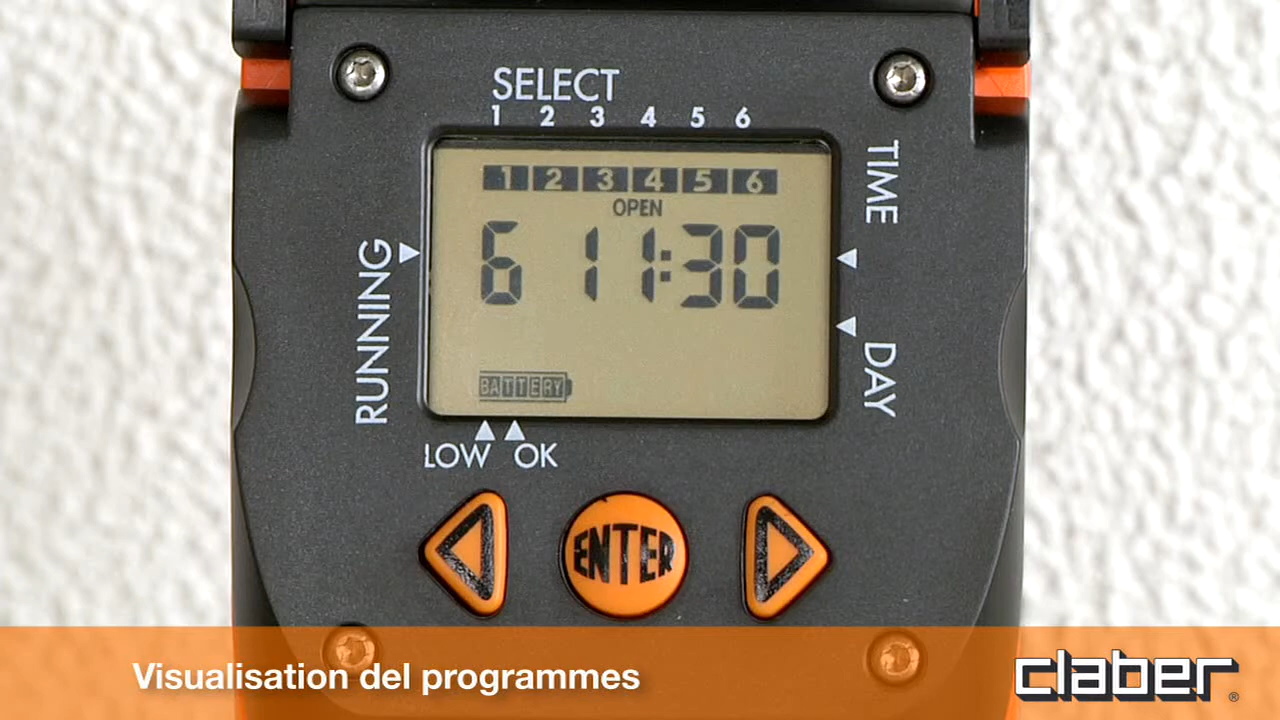 SELECT
1 2 3 4 5 6
1 2 3 4 5 6
OPEN
6 11:30
TIME
RUNNING
DAY
BATTERY
LOW OK
ENTER
Visualisation del programmes
claber®